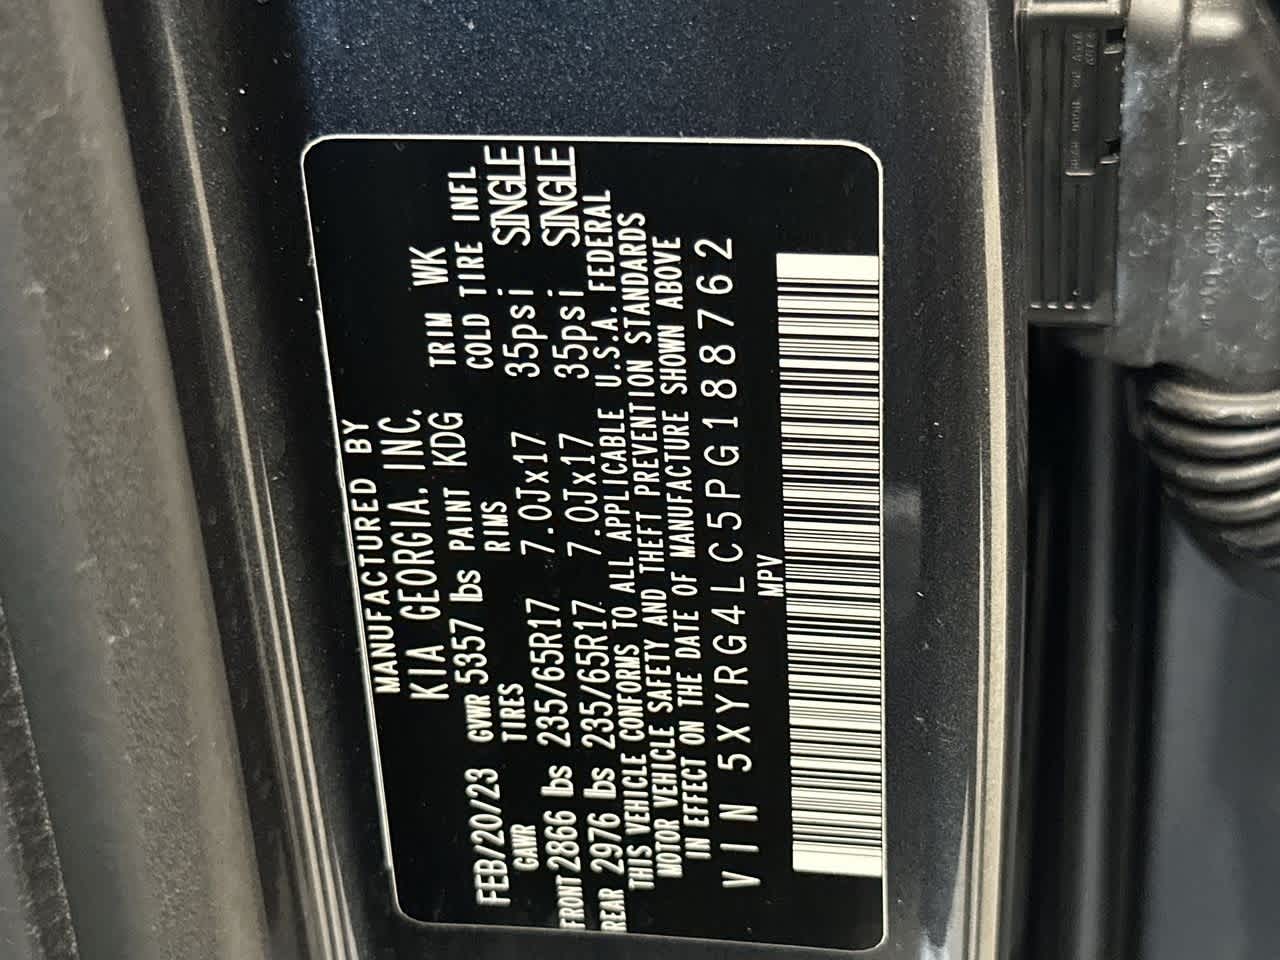 MANUFACTURED BY
KIA GEORGIA, INC.
FEB/20/23 GVWR 5357 lbs PAINT KDG TRIM WK
GAWR TIRES RIMS COLD TIRE INFL
FRONT 2866 lbs 235/65R17 7.0Jx17 35psi SINGLE
REAR 2976 lbs 235/65R17 7.0Jx17 35psi SINGLE
THIS VEHICLE CONFORMS TO ALL APPLICABLE U.S.A. FEDERAL
MOTOR VEHICLE SAFETY AND THEFT PREVENTION STANDARDS
IN EFFECT ON THE DATE OF MANUFACTURE SHOWN ABOVE
VIN 5XYRG4LC5PG188762
MPV